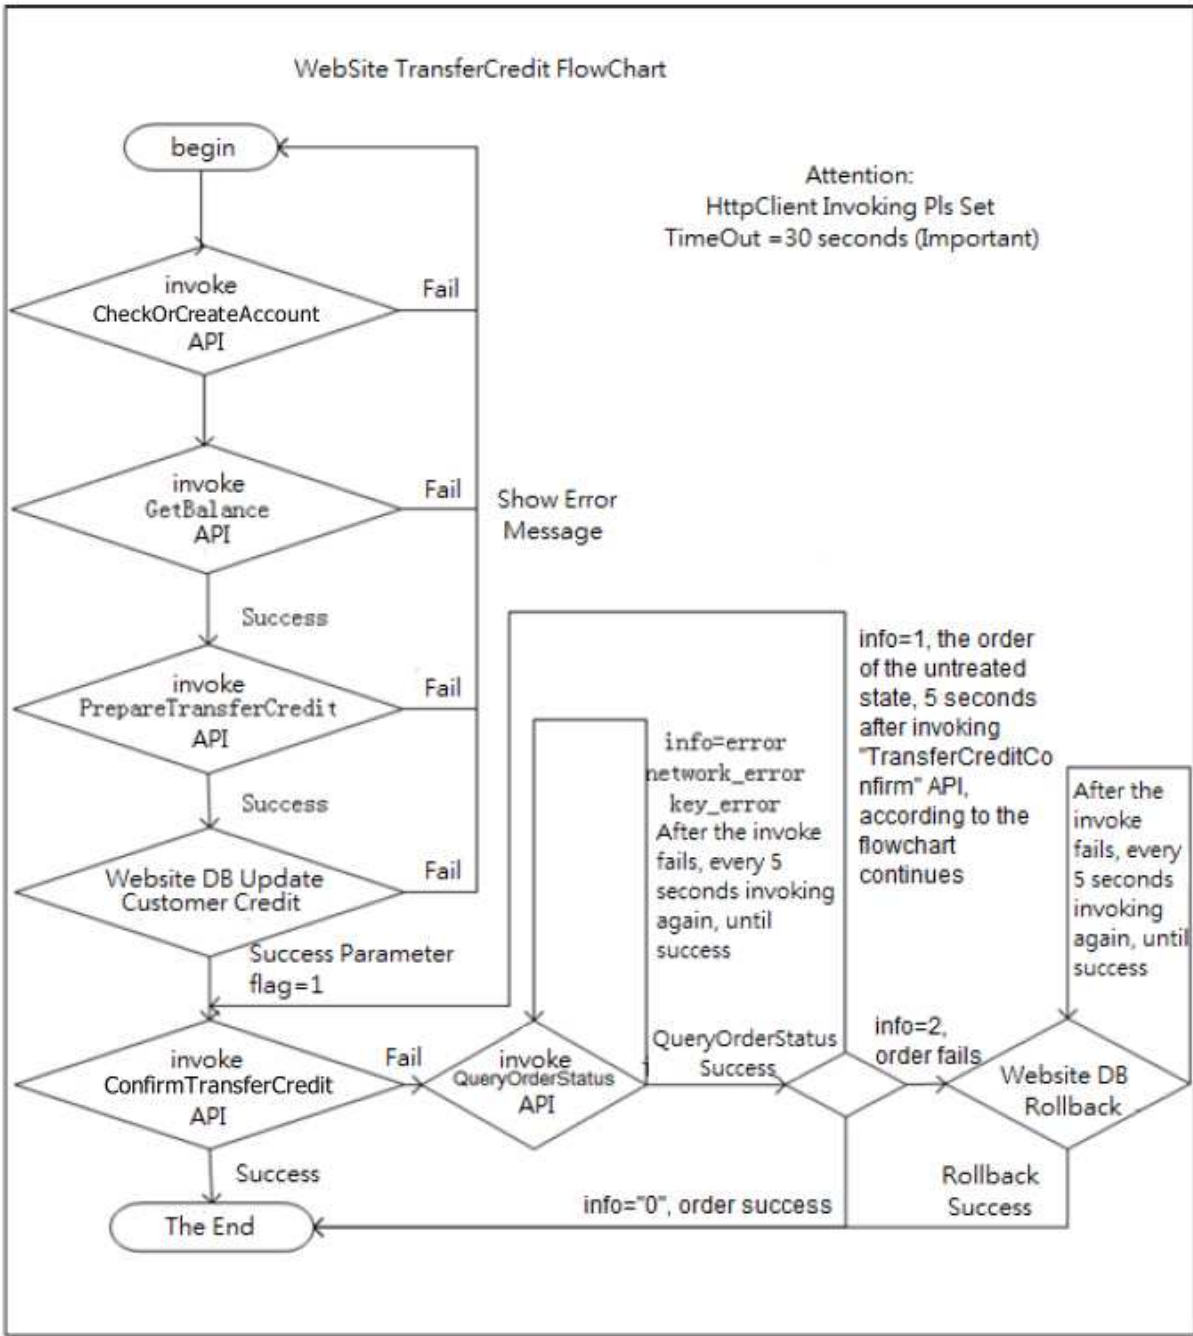 WebSite TransferCredit FlowChart
begin
Attention:
HttpClient Invoking Pls Set
TimeOut =30 seconds (Important)
invoke
CheckOrCreateAccount
API
Fail
invoke
GetBalance
API
Fail
Show Error
Message
Success
invoke
PrepareTransferCredit
API
Fail
Success
Website DB Update
Customer Credit
Fail
Success Parameter
flag=1
info=error
network_error
key_error
After the invoke
fails, every 5
seconds invoking
again, until
success
info=1, the order
of the untreated
state, 5 seconds
after invoking
"TransferCreditCo
nfirm" API,
according to the
flowchart
continues
After the
invoke
fails, every
5 seconds
invoking
again, until
success
invoke
ConfirmTransferCredit
API
Fail
invoke
QueryOrderStatus
API
QueryOrderStatus
Success
info=2,
order fails
Website DB
Rollback
Success
Rollback
Success
info="0", order success
The End